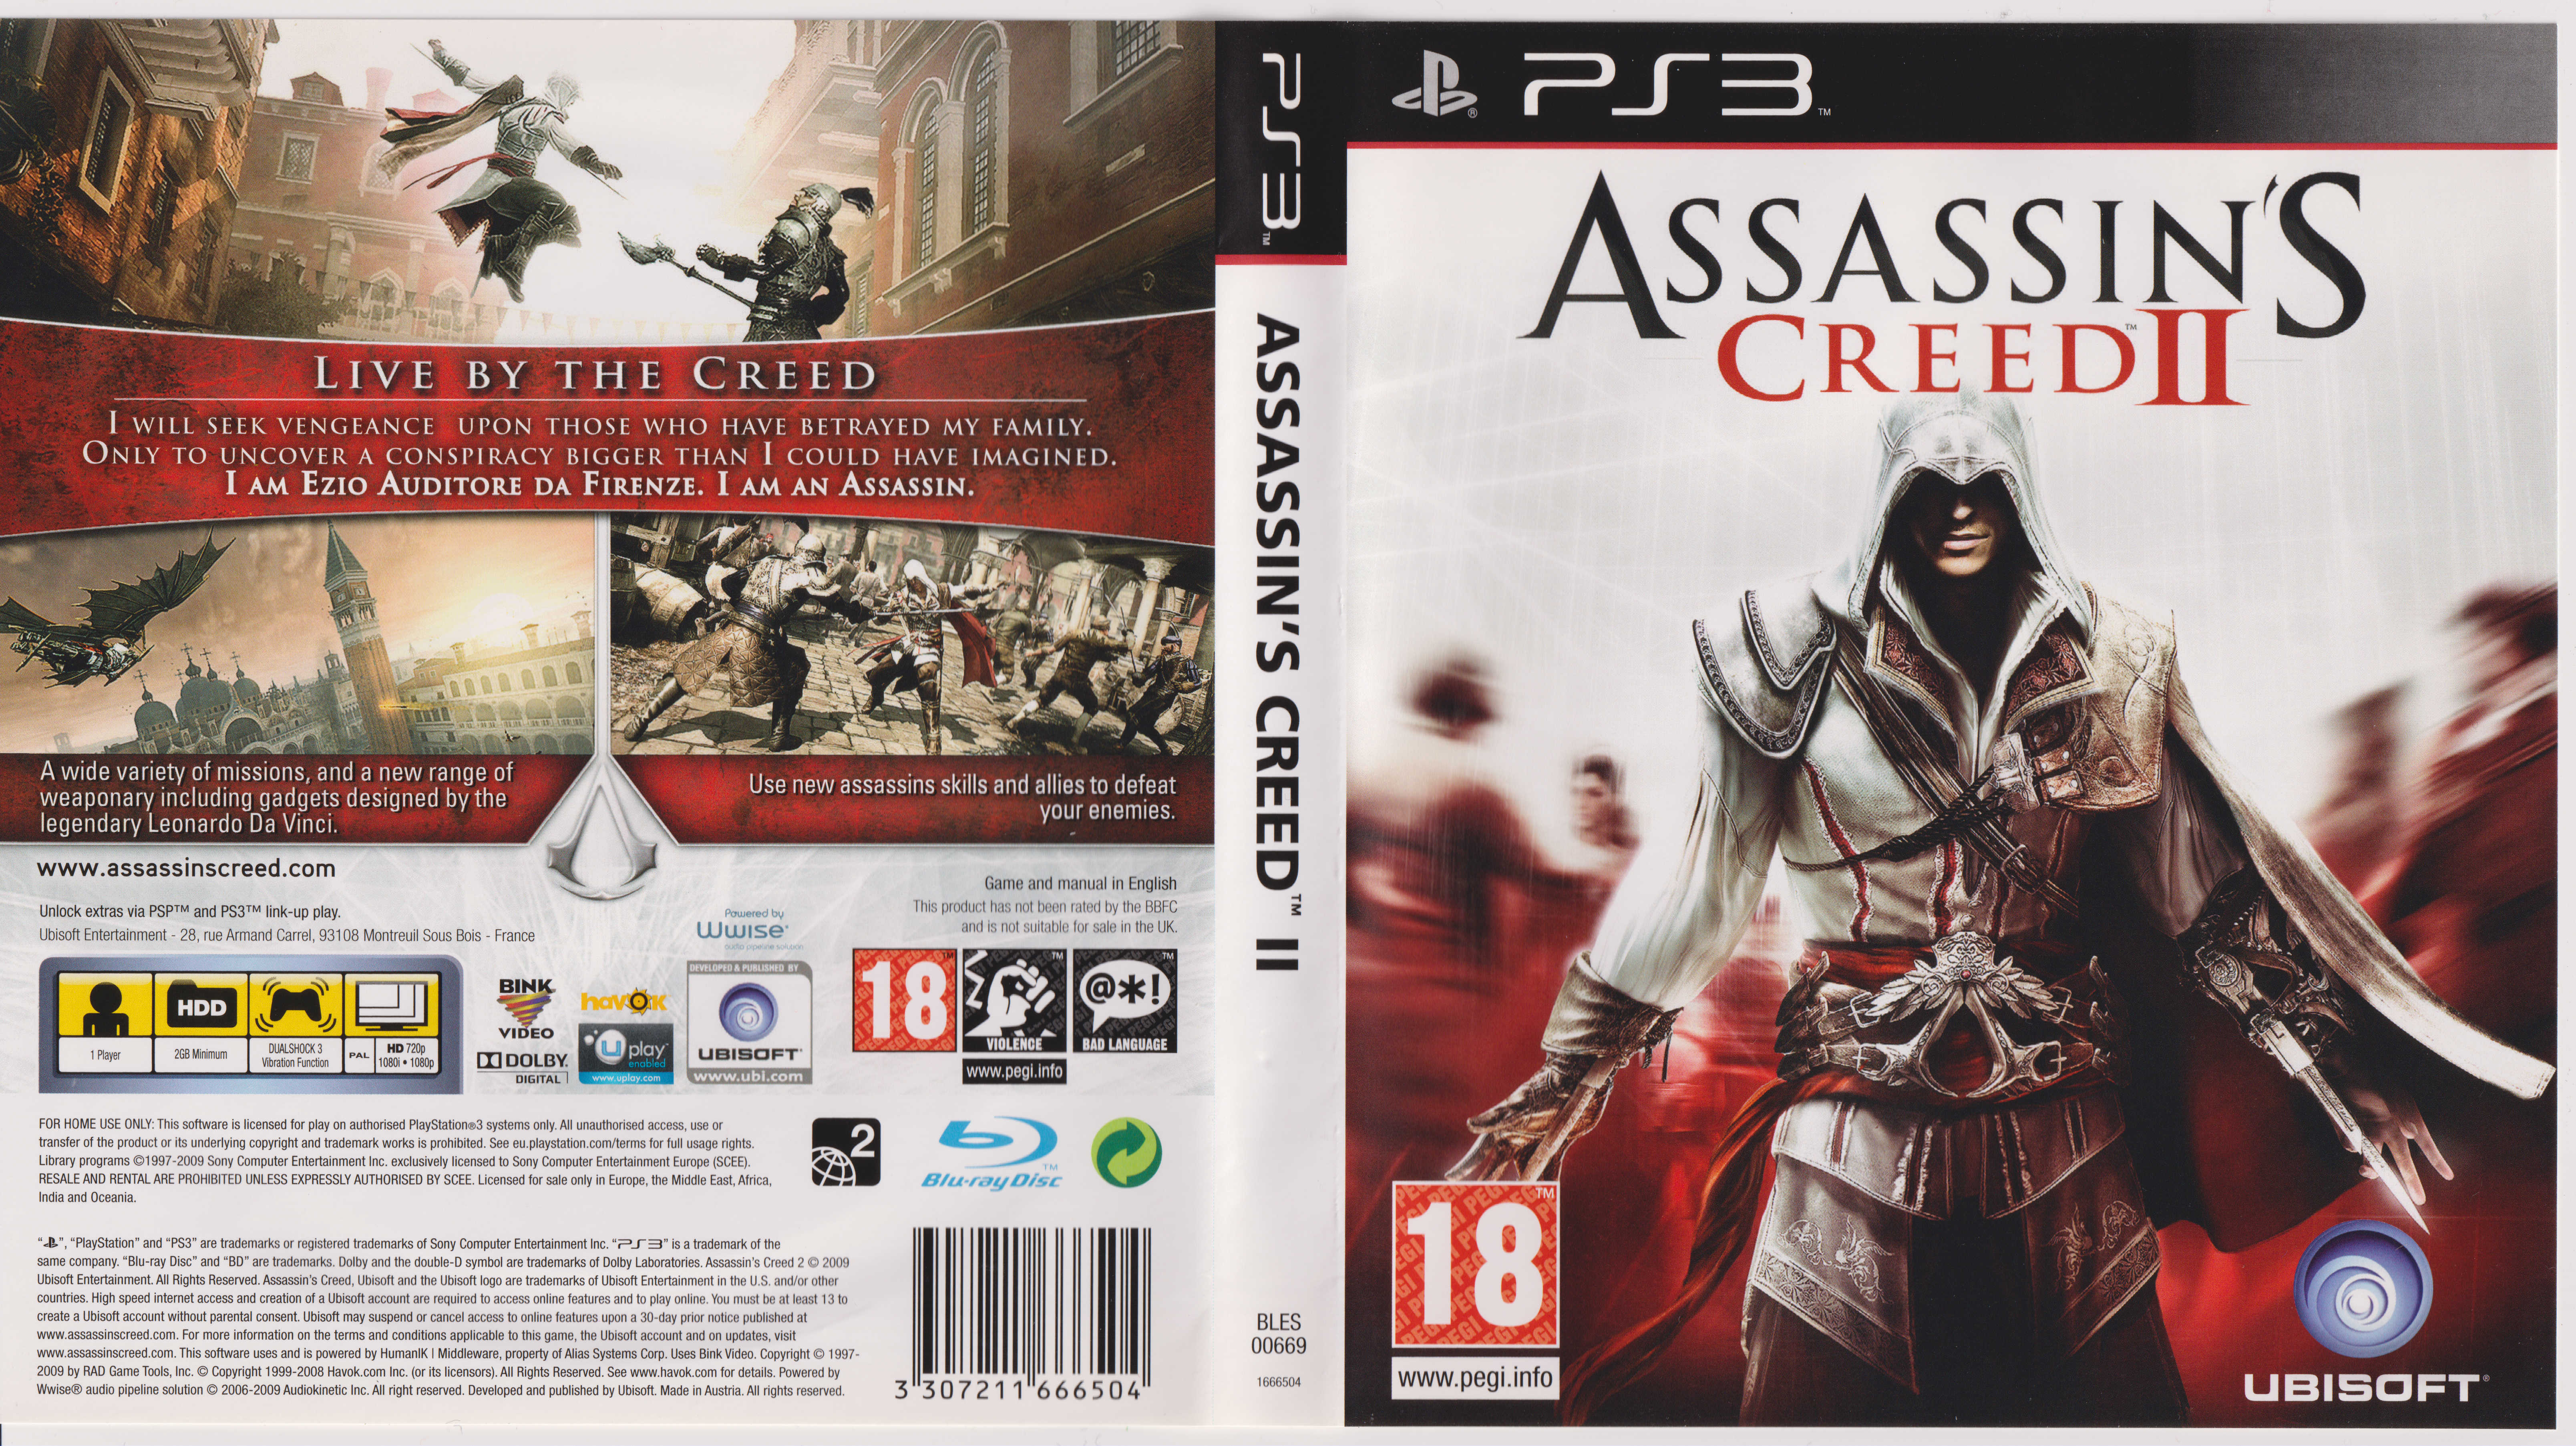 LIVE BY THE CREED
I WILL SEEK VENGEANCE UPON THOSE WHO HAVE BETRAYED MY FAMILY.
ONLY TO UNCOVER A CONSPIRACY BIGGER THAN I COULD HAVE IMAGINED.
I AM EZIO AUDITORE DA FIRENZE. I AM AN ASSASSIN.
A wide variety of missions, and a new range of
weaponary including gadgets designed by the
legendary Leonardo Da Vinci.
Use new assassins skills and allies to defeat
your enemies.
www.assassinscreed.com
Unlock extras via PSP™ and PS3™ link-up play.
Ubisoft Entertainment - 28, rue Armand Carrel, 93108 Montreuil Sous Bois - France
Game and manual in English
This product has not been rated by the BBFC
and is not suitable for sale in the UK.
Powered by
Wwise®
audio pipeline solution
HDD
1 Player
2GB Minimum
DUALSHOCK 3
Vibration Function
PAL
HD 720p
1080i • 1080p
BINK
VIDEO
DOLBY
DIGITAL
havok
Uplay
enabled
www.uplay.com
DEVELOPED & PUBLISHED BY
UBISOFT®
www.ubi.com
18™
™
VIOLENCE
@*!™
BAD LANGUAGE
www.pegi.info
FOR HOME USE ONLY: This software is licensed for play on authorised PlayStation®3 systems only. All unauthorised access, use or
transfer of the product or its underlying copyright and trademark works is prohibited. See eu.playstation.com/terms for full usage rights.
Library programs ©1997-2009 Sony Computer Entertainment Inc. exclusively licensed to Sony Computer Entertainment Europe (SCEE).
RESALE AND RENTAL ARE PROHIBITED UNLESS EXPRESSLY AUTHORISED BY SCEE. Licensed for sale only in Europe, the Middle East, Africa,
India and Oceania.
2
Blu-ray Disc™
“ ”, “PlayStation” and “PS3” are trademarks or registered trademarks of Sony Computer Entertainment Inc. “PS3” is a trademark of the
same company. “Blu-ray Disc” and “BD” are trademarks. Dolby and the double-D symbol are trademarks of Dolby Laboratories. Assassin's Creed 2 © 2009
Ubisoft Entertainment. All Rights Reserved. Assassin's Creed, Ubisoft and the Ubisoft logo are trademarks of Ubisoft Entertainment in the U.S. and/or other
countries. High speed internet access and creation of a Ubisoft account are required to access online features and to play online. You must be at least 13 to
create a Ubisoft account without parental consent. Ubisoft may suspend or cancel access to online features upon a 30-day prior notice published at
www.assassinscreed.com. For more information on the terms and conditions applicable to this game, the Ubisoft account and on updates, visit
www.assassinscreed.com. This software uses and is powered by HumanIK | Middleware, property of Alias Systems Corp. Uses Bink Video. Copyright © 1997-
2009 by RAD Game Tools, Inc. © Copyright 1999-2008 Havok.com Inc. (or its licensors). All Rights Reserved. See www.havok.com for details. Powered by
Wwise® audio pipeline solution © 2006-2009 Audiokinetic Inc. All right reserved. Developed and published by Ubisoft. Made in Austria. All rights reserved.
3 307211 666504
PS3™
ASSASSIN'S CREED™ II
BLES
00669
1666504
PS3™
ASSASSIN'S
CREED™ II
18™
www.pegi.info
UBISOFT®